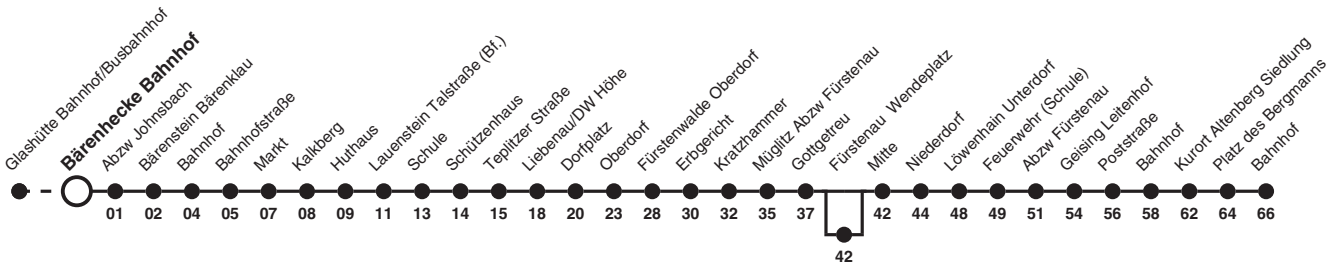 Glashütte Bahnhof/Busbahnhof
Bärenhecke Bahnhof
Abzw Johnsbach
Bärenstein Bärenklau
Bahnhof
Bahnhofstraße
Markt
Kalkberg
Huthaus
Lauenstein Talstraße (Bf.)
Schule
Schützenhaus
Teplitzer Straße
Liebenau/DW Höhe
Dorfplatz
Oberdorf
Fürstenwalde Oberdorf
Erbgericht
Kratzhammer
Müglitz Abzw Fürstenau
Gottgetreu
Fürstenau Wendeplatz
Mitte
Niederdorf
Löwenhain Unterdorf
Feuerwehr (Schule)
Abzw Fürstenau
Geising Leitenhof
Poststraße
Bahnhof
Kurort Altenberg Siedlung
Platz des Bergmanns
Bahnhof
01 02 04 05 07 08 09 11 13 14 15 18 20 23 28 30 32 35 37 42 44 48 49 51 54 56 58 62 64 66
42